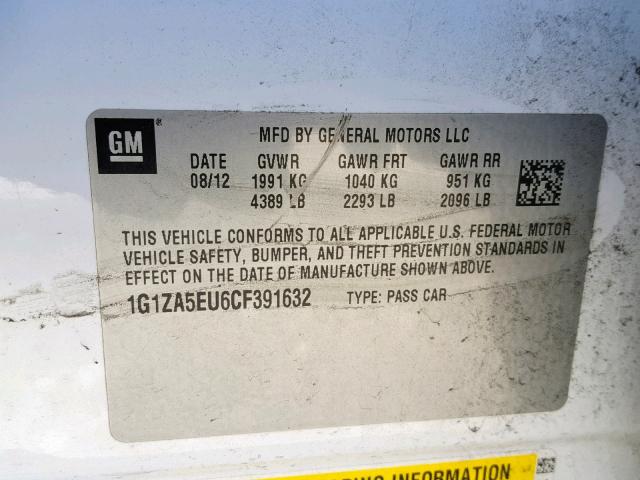 GM
MFD BY GENERAL MOTORS LLC
DATE GVWR GAWR FRT GAWR RR
08/12 1991 KG 1040 KG 951 KG
4389 LB 2293 LB 2096 LB
THIS VEHICLE CONFORMS TO ALL APPLICABLE U.S. FEDERAL MOTOR
VEHICLE SAFETY, BUMPER, AND THEFT PREVENTION STANDARDS IN
EFFECT ON THE DATE OF MANUFACTURE SHOWN ABOVE.
1G1ZA5EU6CF391632 TYPE: PASS CAR
INFORMATION